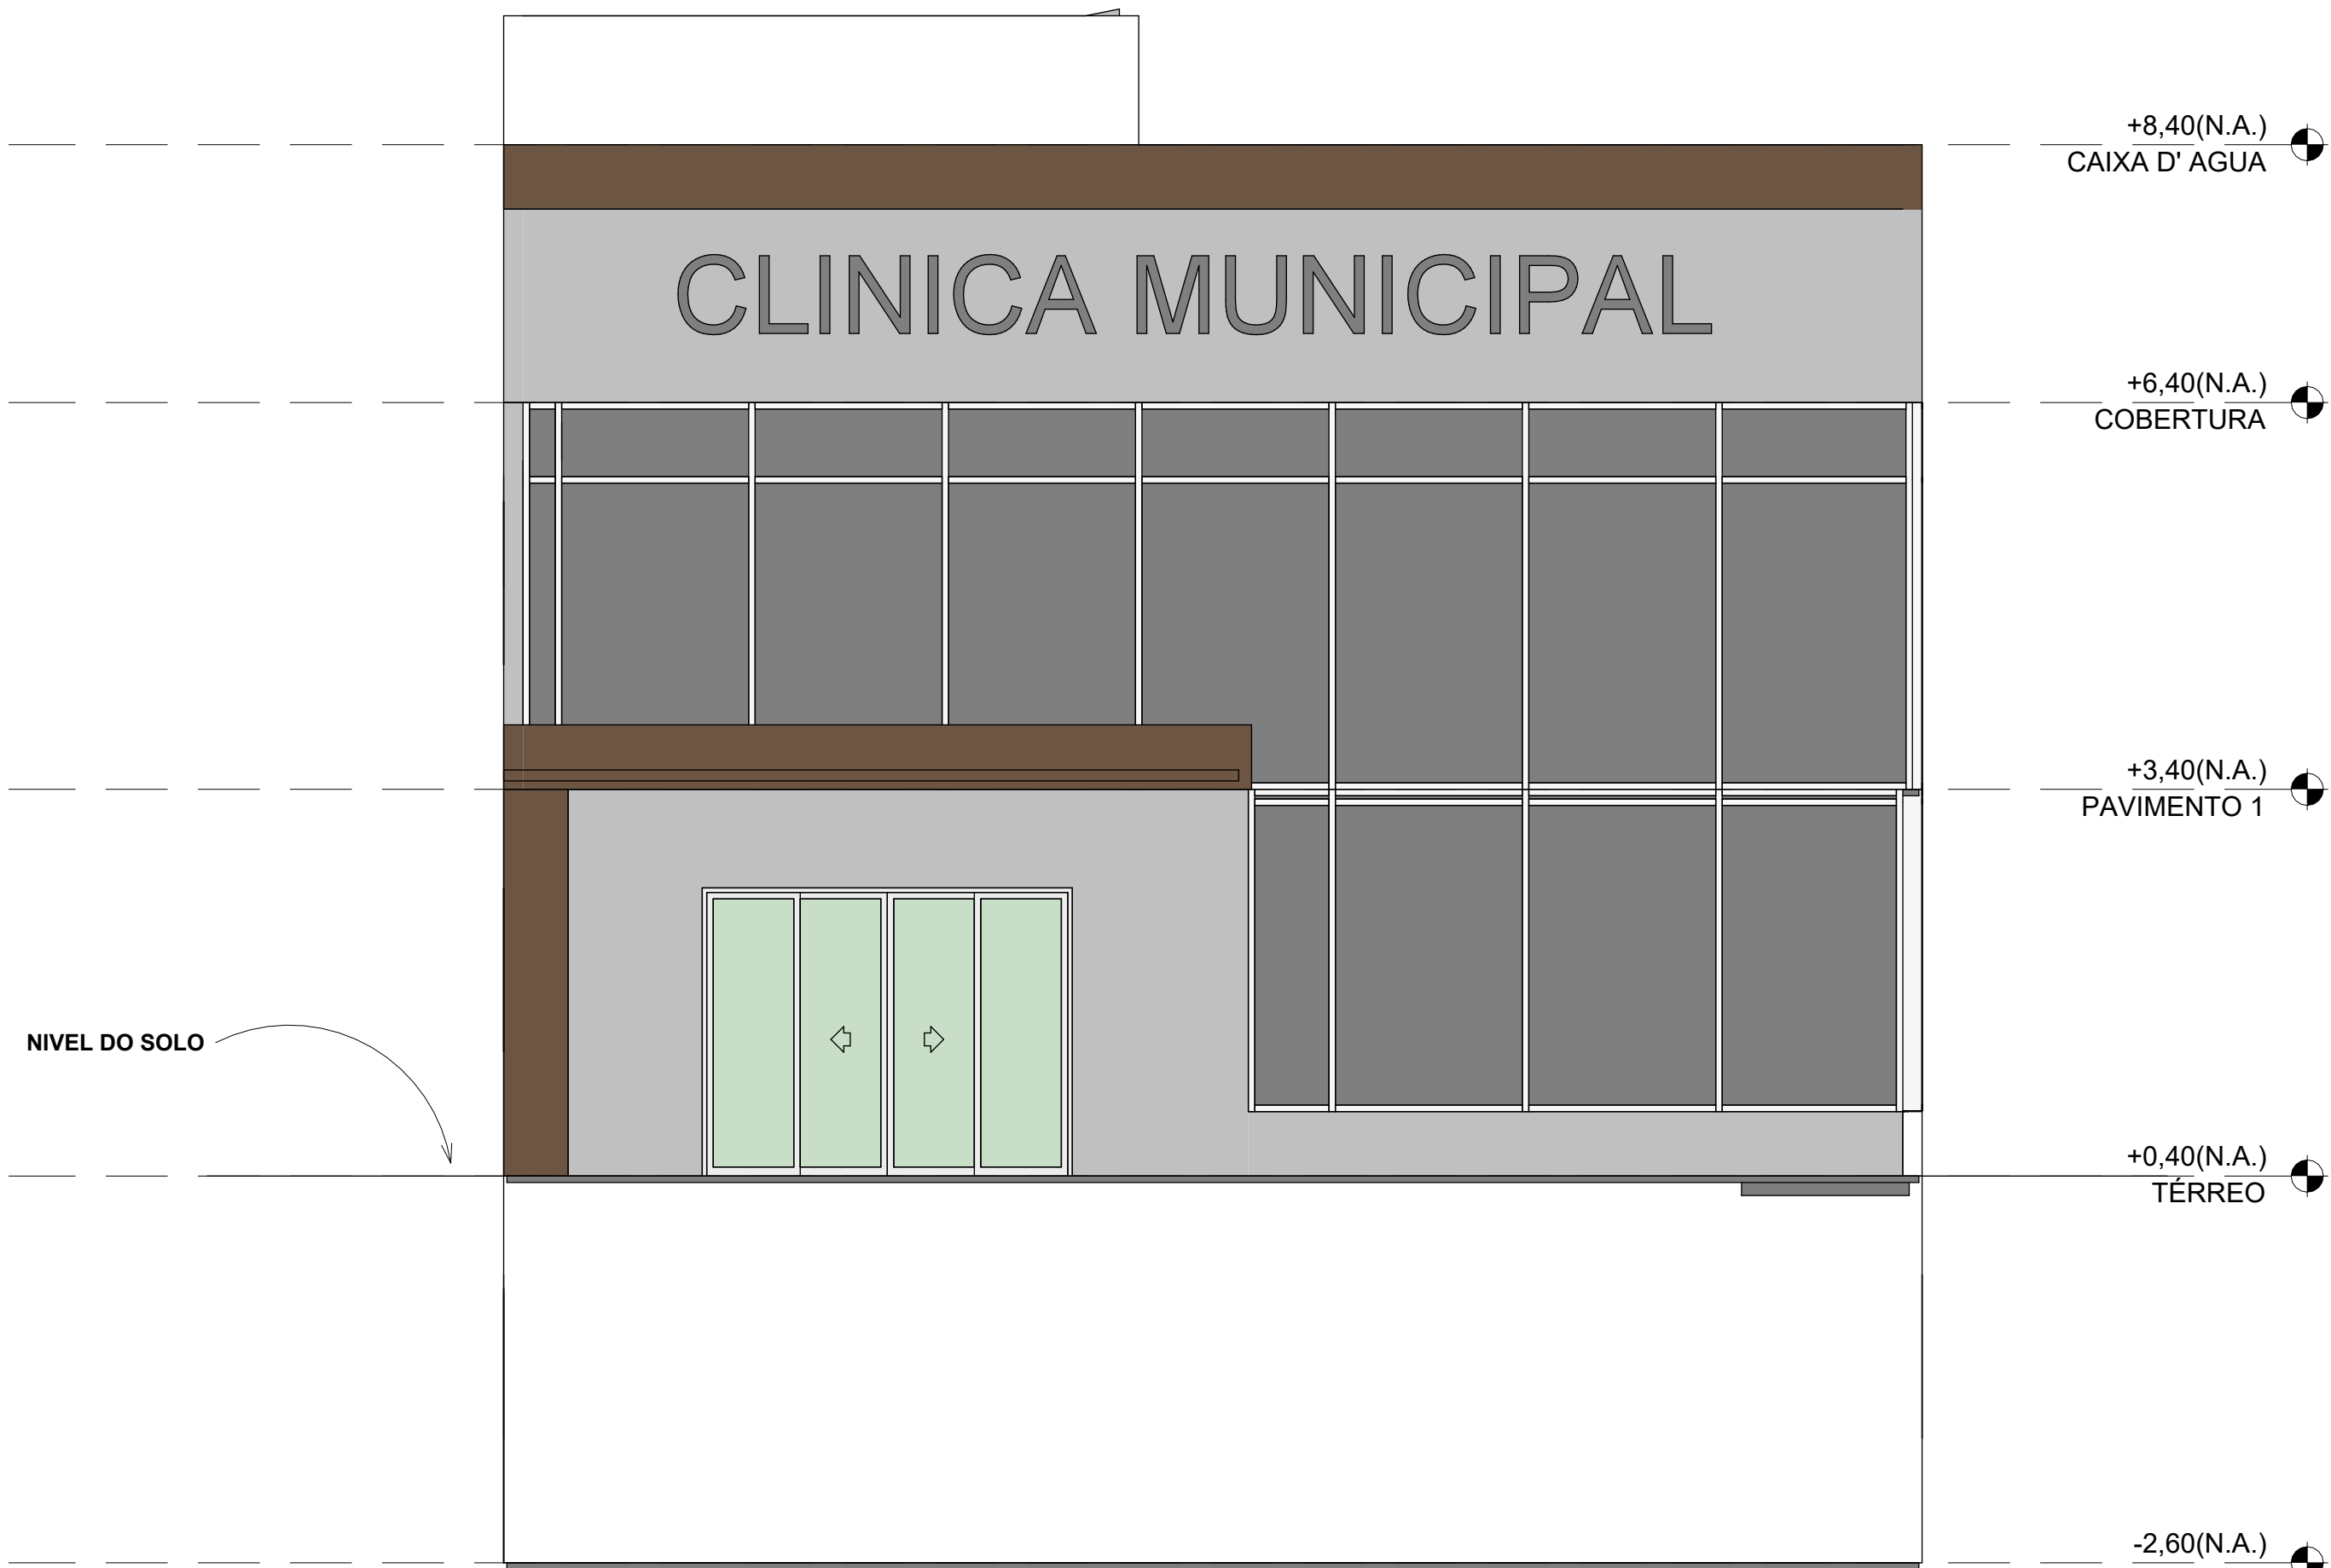 +8,40(N.A.)
CAIXA D' AGUA
CLINICA MUNICIPAL
+6,40(N.A.)
COBERTURA
+3,40(N.A.)
PAVIMENTO 1
NIVEL DO SOLO
+0,40(N.A.)
TÉRREO
-2,60(N.A.)